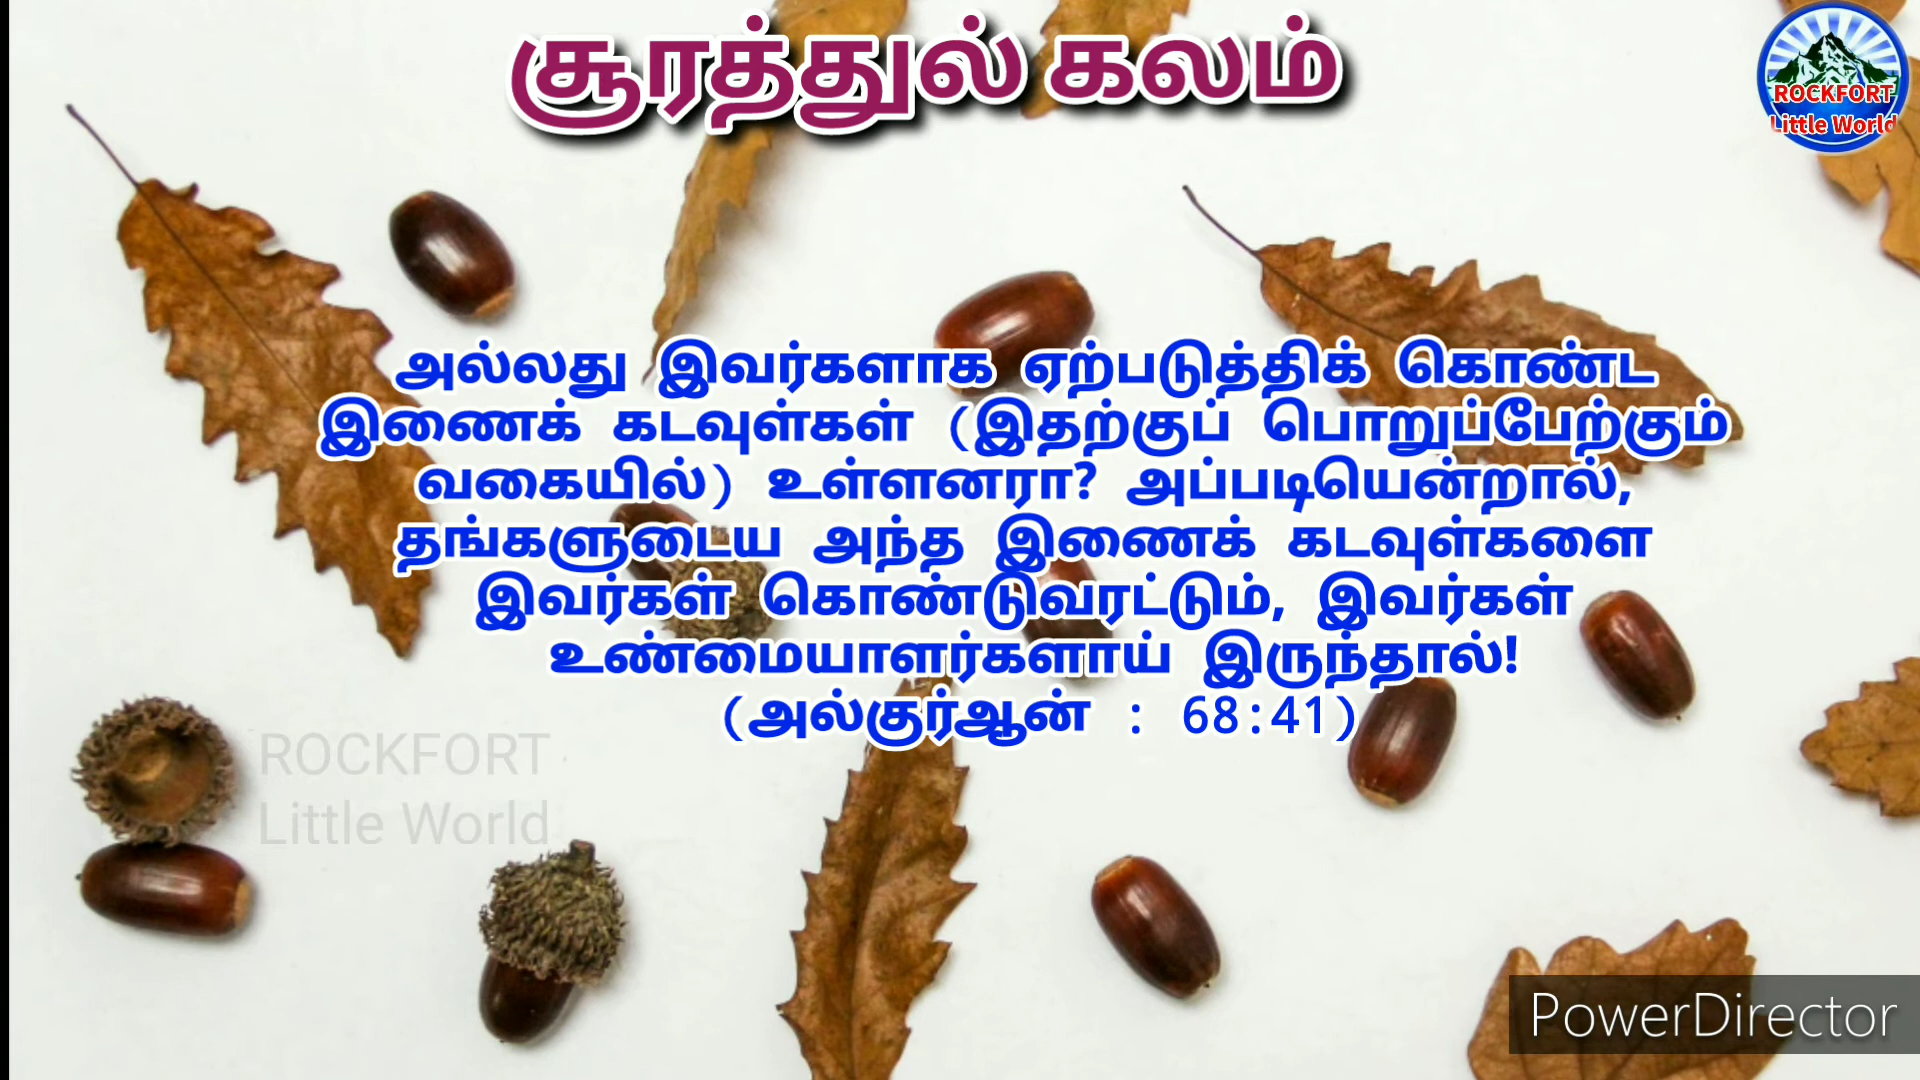 சூரத்துல் கலம்
ROCKFORT
Little World
அல்லது இவர்களாக ஏற்படுத்திக் கொண்ட
இணைக் கடவுள்கள் (இதற்குப் பொறுப்பேற்கும்
வகையில்) உள்ளனரா? அப்படியென்றால்,
தங்களுடைய அந்த இணைக் கடவுள்களை
இவர்கள் கொண்டுவரட்டும், இவர்கள்
உண்மையாளர்களாய் இருந்தால்!
(அல்குர்ஆன் : 68:41)
ROCKFORT
Little World
PowerDirector